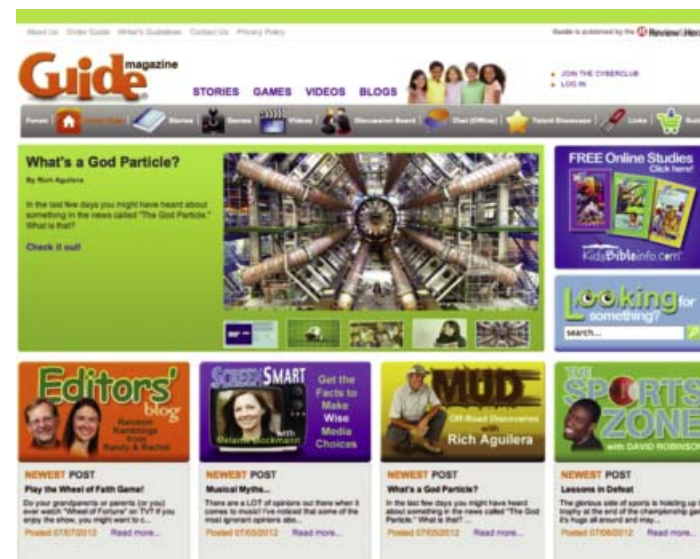 About Us Order Guide Writer's Guidelines Contact Us Privacy Policy
Guide is published by the Review & Hera
Guide magazine
STORIES GAMES VIDEOS BLOGS
JOIN THE CYBERCLUB
LOG IN
Forum Stories Games Videos Discussion Board Chat (Offline) Talent Showcase Links
What's a God Particle?
By Rich Aguilera
In the last few days you might have heard about
something in the news called "The God Particle."
What is that?
Check it out!
FREE Online Studies
Click here!
KidsBibleinfo.com
Looking for
something?
search...
Editors'
blog
Random
Ramblings
from
Randy & Rachel
SCREEN SMART
with
Melanie Bockmann
Get the
Facts to
Make
Wise
Media
Choices
MUD
Off-Road Discoveries
with
Rich Aguilera
THE
SPORTS
ZONE
with DAVID ROBINSON
NEWEST POST
Play the Wheel of Faith Game!
Do your grandparents or parents (or you)
ever watch "Wheel of Fortune" on TV? If you
enjoy the show, you might want to c...
Posted 07/07/2012 Read more...
NEWEST POST
Musical Myths...
There are a LOT of opinions out there when it
comes to music! I've noticed that some of the
most ignorant opinions abo...
Posted 07/05/2012 Read more...
NEWEST POST
What's a God Particle?
In the last few days you might have heard
about something in the news called "The God
Particle." What is that? ...
Posted 07/05/2012 Read more...
NEWEST POST
Lessons in Defeat
The glorious side of sports is holding up
trophy at the end of the championship gam
it's huge all around and may...
Posted 07/06/2012 Read more...